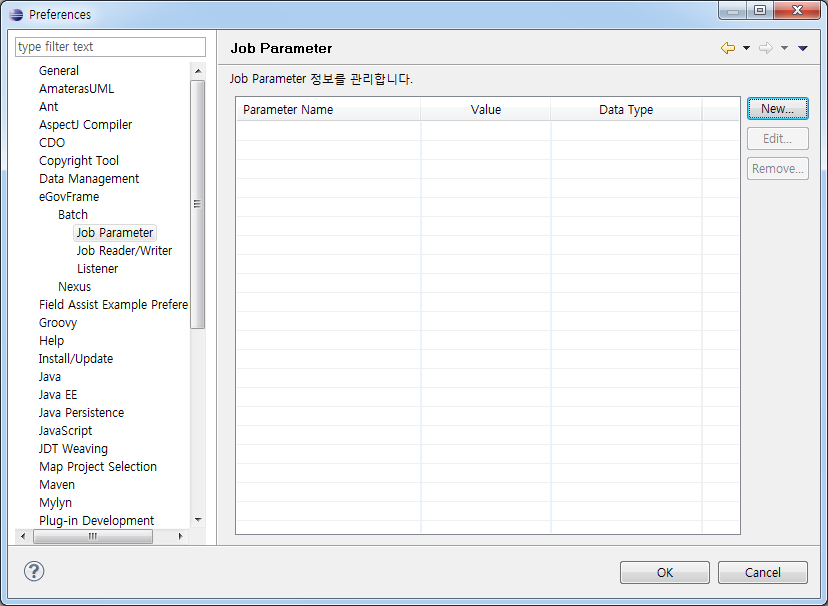 Preferences
type filter text
General
AmaterasUML
Ant
AspectJ Compiler
CDO
Copyright Tool
Data Management
eGovFrame
Batch
Job Parameter
Job Reader/Writer
Listener
Nexus
Field Assist Example Prefere
Groovy
Help
Install/Update
Java
Java EE
Java Persistence
JavaScript
JDT Weaving
Map Project Selection
Maven
Mylyn
Plug-in Development
Job Parameter
Job Parameter 정보를 관리합니다.
Parameter Name Value Data Type
New...
Edit...
Remove...
?
OK Cancel